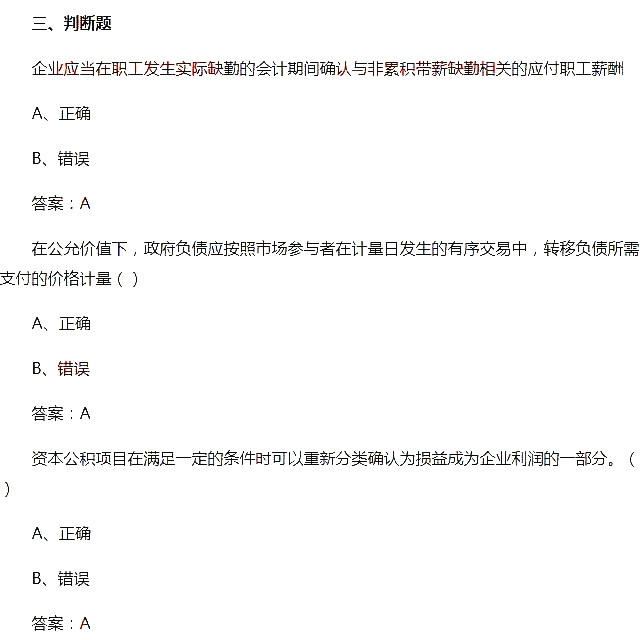 三、判断题
企业应当在职工发生实际缺勤的会计期间确认与非累积带薪缺勤相关的应付职工薪酬
A、正确
B、错误
答案：A
在公允价值下，政府负债应按照市场参与者在计量日发生的有序交易中，转移负债所需
支付的价格计量（ ）
A、正确
B、错误
答案：A
资本公积项目在满足一定的条件时可以重新分类确认为损益成为企业利润的一部分。（
）
A、正确
B、错误
答案：A